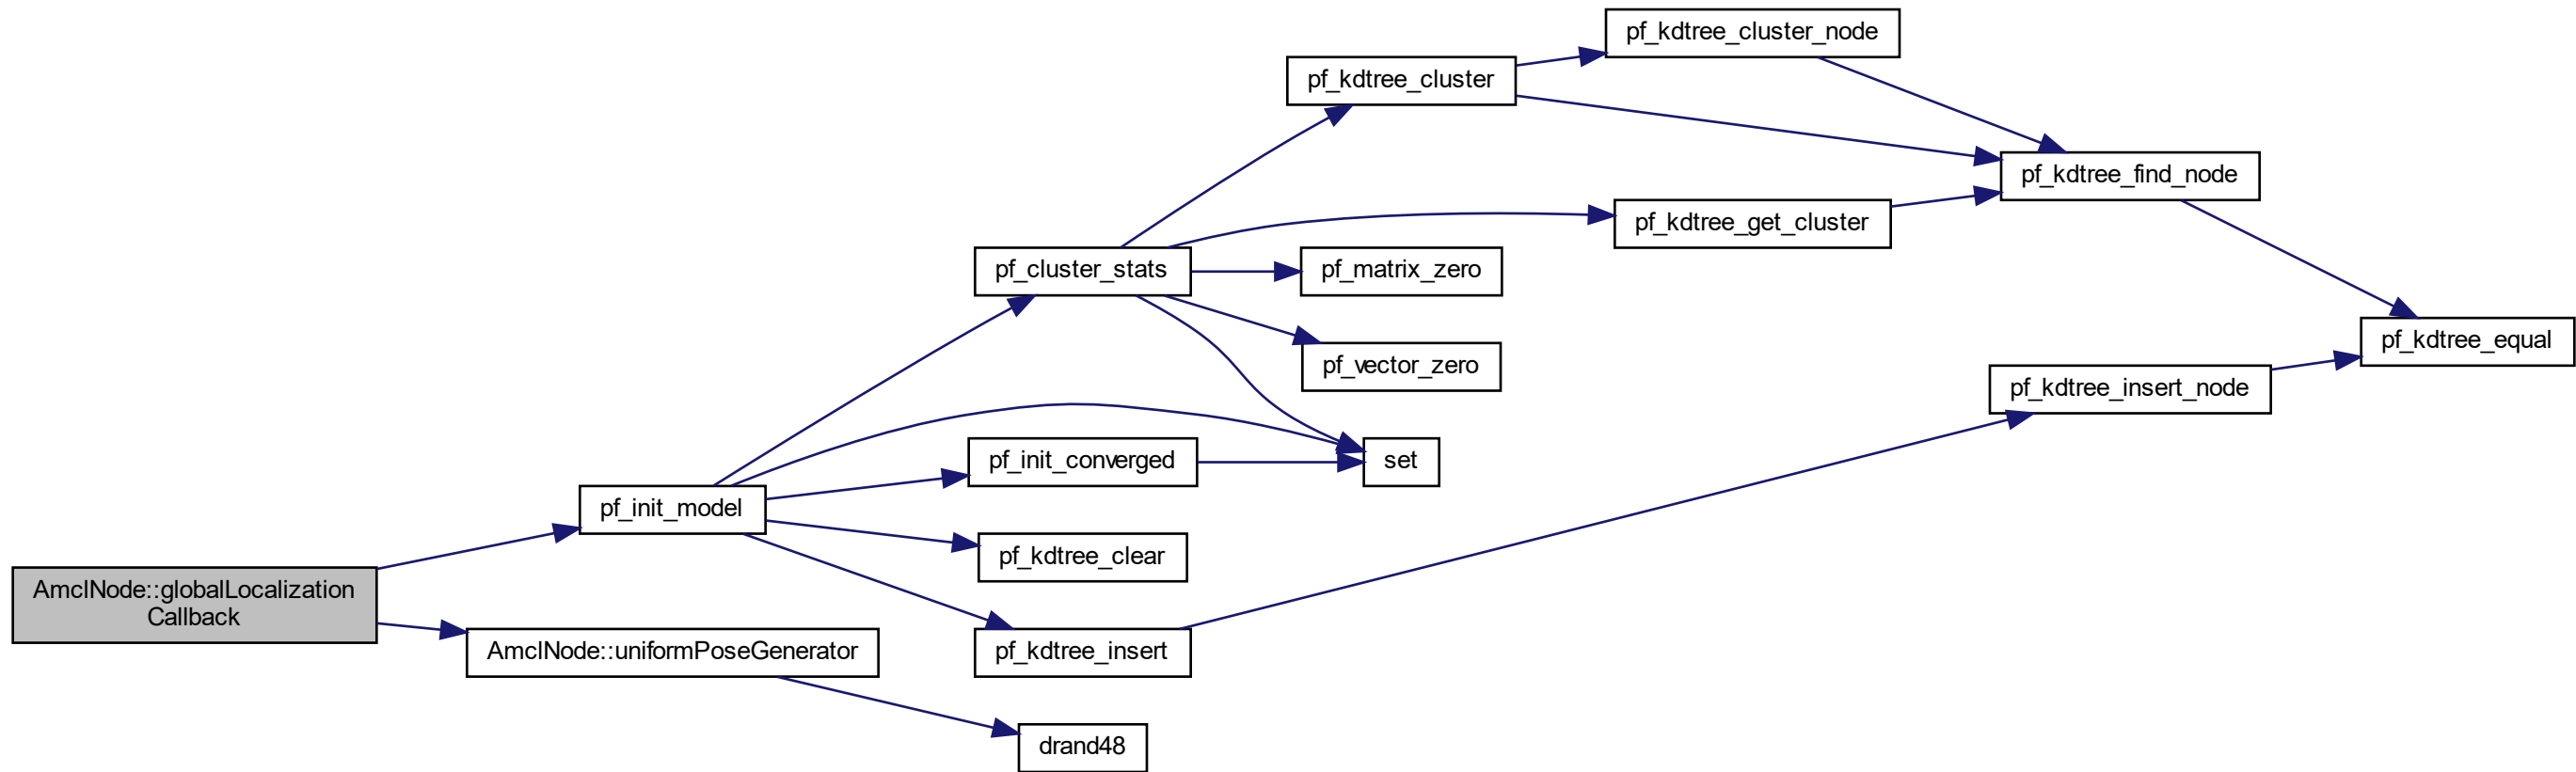 pf_kdtree_cluster_node
pf_kdtree_cluster
pf_kdtree_find_node
pf_kdtree_get_cluster
pf_cluster_stats
pf_matrix_zero
pf_kdtree_equal
pf_vector_zero
pf_kdtree_insert_node
pf_init_converged
set
pf_init_model
pf_kdtree_clear
AmclNode::globalLocalization
Callback
AmclNode::uniformPoseGenerator
pf_kdtree_insert
drand48